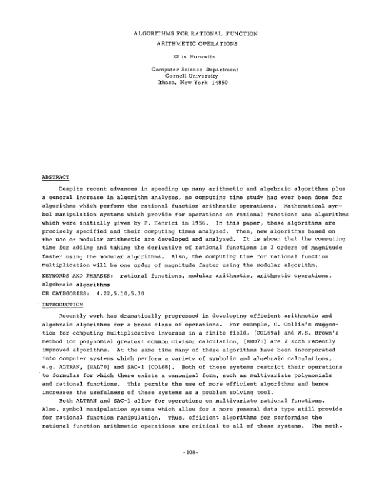 ALGORITHMS FOR RATIONAL FUNCTION
ARITHMETIC OPERATIONS
Ellis Horowitz
Computer Science Department
Cornell University
Ithaca, New York 14850
ABSTRACT
Despite recent advances in speeding up many arithmetic and algebraic algorithms plus
a general increase in algorithm analyses, no computing time study has ever been done for
algorithms which perform the rational function arithmetic operations. Mathematical sym-
bol manipulation systems which provide for operations on rational functions use algorithms
which were initially given by P. Henrici in 1956. In this paper, these algorithms are
precisely specified and their computing times analyzed. Then, new algorithms based on
the use of modular arithmetic are developed and analyzed. It is shown that the computing
time for adding and taking the derivative of rational functions is 2 orders of magnitude
faster using the modular algorithms. Also, the computing time for rational function
multiplication will be one order of magnitude faster using the modular algorithm.
KEYWORDS AND PHRASES: rational functions, modular arithmetic, arithmetic operations,
algebraic algorithms
CR CATEGORIES: 4.22,5.10,5.30
INTRODUCTION
Recently work has dramatically progressed in developing efficient arithmetic and
algebraic algorithms for a broad class of operations. For example, G. Collin's sugges-
tion for computing multiplicative inverses in a finite field, [COL69a] and W.S. Brown's
method for polynomial greatest common divisor calculation, [BRO71] are 2 such recently
improved algorithms. At the same time many of these algorithms have been incorporated
into computer systems which perform a variety of symbolic and algebraic calculations,
e.g. ALTRAN, [HAL70] and SAC-1 [COL68]. Both of these systems restrict their operations
to formulas for which there exists a canonical form, such as multivariate polynomials
and rational functions. This permits the use of more efficient algorithms and hence
increases the usefulness of these systems as a problem solving tool.
Both ALTRAN and SAC-1 allow for operations on multivariate rational functions.
Also, symbol manipulation systems which allow for a more general data type still provide
for rational function manipulation. Thus, efficient algorithms for performing the
rational function arithmetic operations are critical to all of these systems. The meth-
-108-